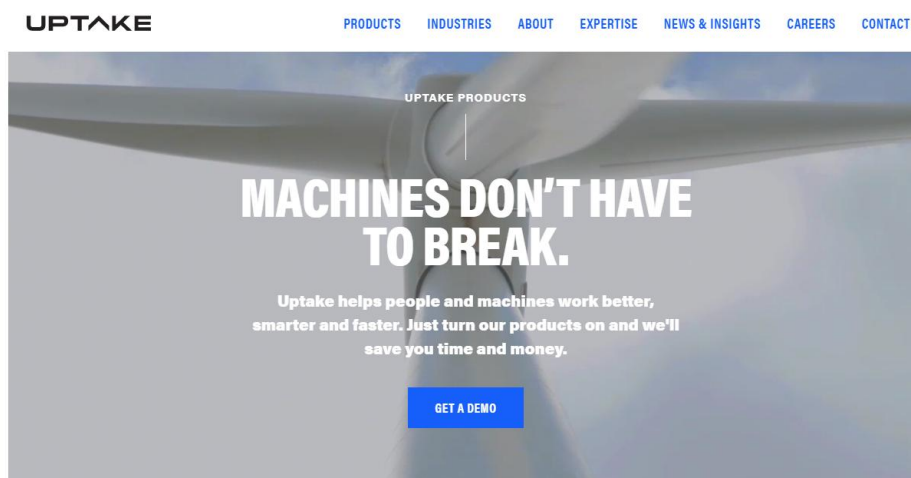 UPTAKE
PRODUCTS INDUSTRIES ABOUT EXPERTISE NEWS & INSIGHTS CAREERS CONTACT
UPTAKE PRODUCTS
MACHINES DON'T HAVE
TO BREAK.
Uptake helps people and machines work better,
smarter and faster. Just turn our products on and we'll
save you time and money.
GET A DEMO